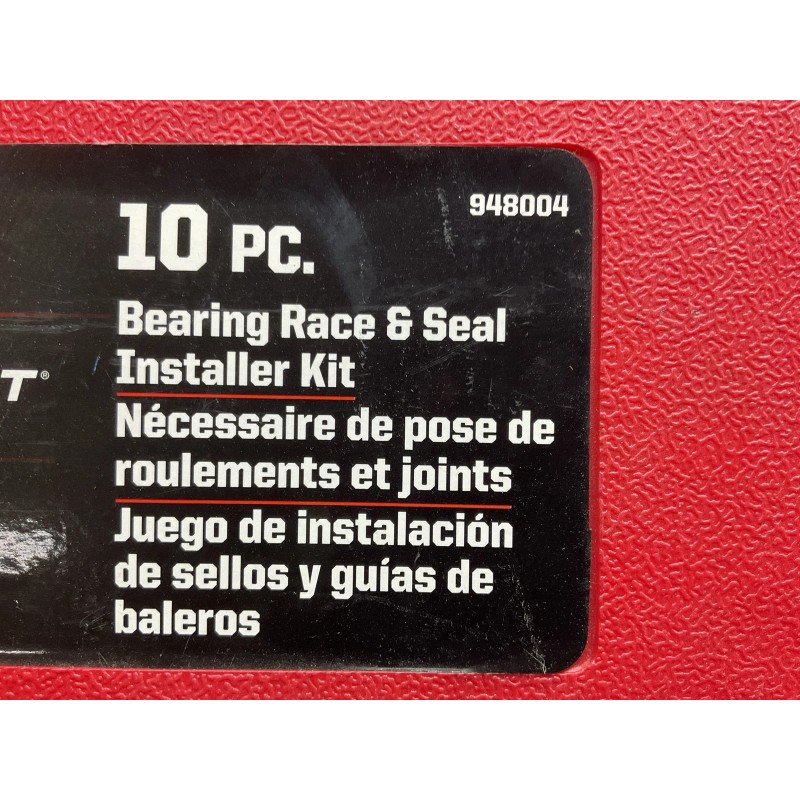 948004
10 PC.
Bearing Race & Seal
Installer Kit
Nécessaire de pose de
roulements et joints
Juego de instalación
de sellos y guías de
baleros
T®